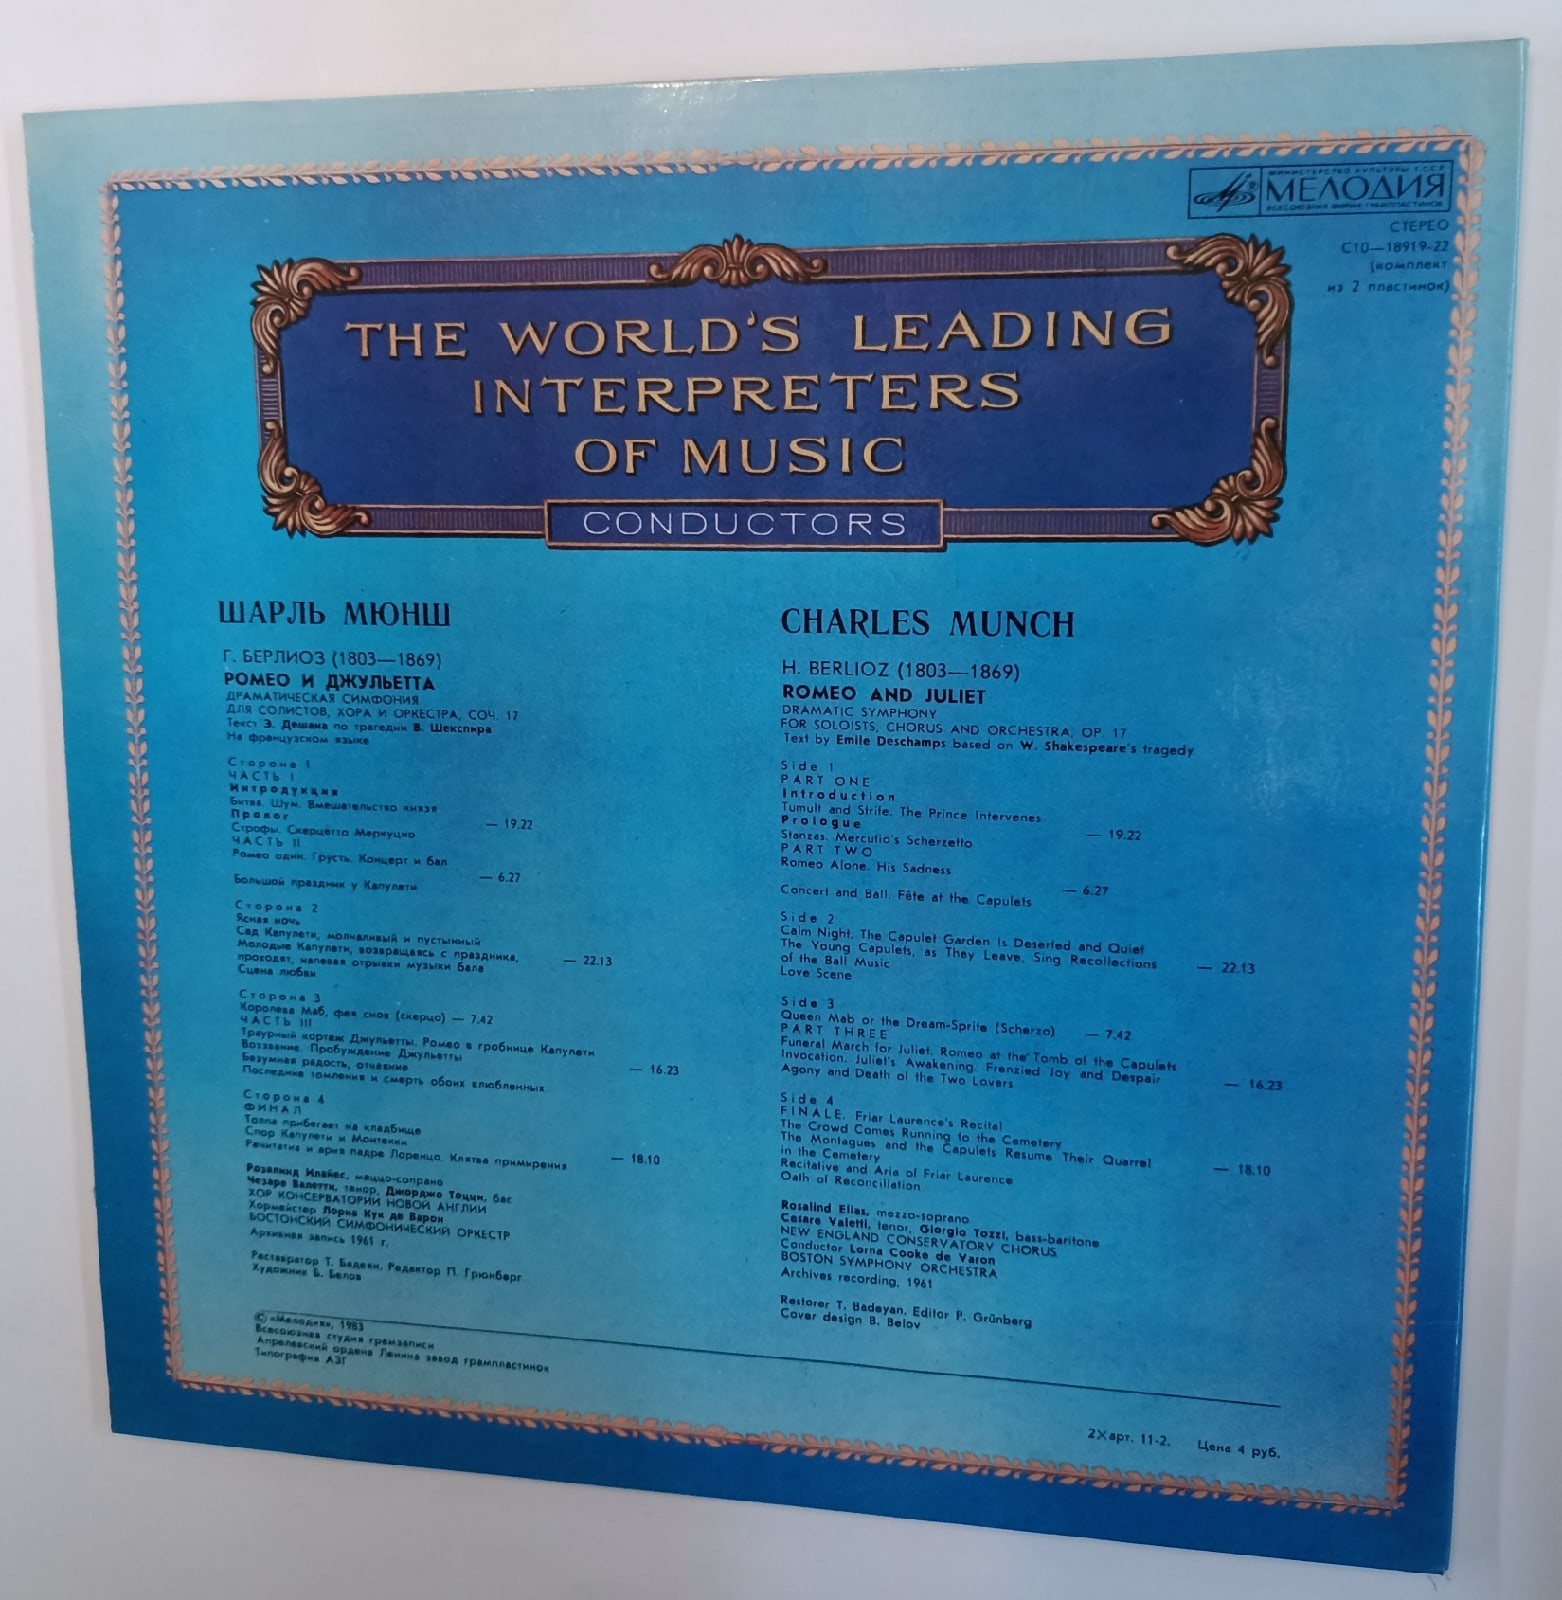 МИНИСТЕРСТВО КУЛЬТУРЫ СССР
МЕЛОДИЯ
ВСЕСОЮЗНАЯ ФИРМА ГРАМПЛАСТИНОК
СТЕРЕО
С10—18919-22
(комплект
из 2 пластинок)
THE WORLD'S LEADING
INTERPRETERS
OF MUSIC
CONDUCTORS
ШАРЛЬ МЮНШ
Г. БЕРЛИОЗ (1803—1869)
РОМЕО И ДЖУЛЬЕТТА
ДРАМАТИЧЕСКАЯ СИМФОНИЯ
ДЛЯ СОЛИСТОВ, ХОРА И ОРКЕСТРА, СОЧ. 17
Текст Э. Дешана по трагедии В. Шекспира
На французском языке
Сторона 1
ЧАСТЬ I
Интродукция
Битва. Шум. Вмешательство князя
Пролог — 19.22
Строфы. Скерцетто Меркуцио
ЧАСТЬ II
Ромео один. Грусть. Концерт и бал
— 6.27
Большой праздник у Капулети
Сторона 2
Ясная ночь
Сад Капулети, молчаливый и пустынный
Молодые Капулети, возвращаясь с праздника, — 22.13
проходят, напевая отрывки музыки бала
Сцена любви
Сторона 3
Королева Маб, фея снов (скерцо) — 7.42
ЧАСТЬ III
Траурный кортеж Джульетты. Ромео в гробнице Капулети
Воззвание. Пробуждение Джульетты
Безумная радость, отчаяние — 16.23
Последние томления и смерть обоих влюбленных
Сторона 4
ФИНАЛ
Толпа прибегает на кладбище
Спор Капулети и Монтекки
Речитатив и ария падре Лоренцо. Клятва примирения — 18.10
Розалинд Илайес, меццо-сопрано
Чезаре Валетти, тенор, Джорджо Тоцци, бас
ХОР КОНСЕРВАТОРИИ НОВОЙ АНГЛИИ
Хормейстер Лорна Кук де Варон
БОСТОНСКИЙ СИМФОНИЧЕСКИЙ ОРКЕСТР
Архивная запись 1961 г.
Реставратор Т. Бадеян. Редактор П. Грюнберг
Художник Б. Белов
© «Мелодия», 1983
Всесоюзная студия грамзаписи
Апрелевский ордена Ленина завод грампластинок
Типография АЗГ
CHARLES MUNCH
H. BERLIOZ (1803—1869)
ROMEO AND JULIET
DRAMATIC SYMPHONY
FOR SOLOISTS, CHORUS AND ORCHESTRA, OP. 17
Text by Emile Deschamps based on W. Shakespeare's tragedy
Side 1
PART ONE
Introduction
Tumult and Strife. The Prince Intervenes
Prologue — 19.22
Stanzas. Mercutio's Scherzetto
PART TWO
Romeo Alone. His Sadness
— 6.27
Concert and Ball. Fête at the Capulets
Side 2
Calm Night. The Capulet Garden Is Deserted and Quiet
The Young Capulets, as They Leave, Sing Recollections — 22.13
of the Ball Music
Love Scene
Side 3
Queen Mab or the Dream-Sprite (Scherzo) — 7.42
PART THREE
Funeral March for Juliet. Romeo at the Tomb of the Capulets
Invocation. Juliet's Awakening. Frenzied Joy and Despair — 16.23
Agony and Death of the Two Lovers
Side 4
FINALE. Friar Laurence's Recital
The Crowd Comes Running to the Cemetery
The Montagues and the Capulets Resume Their Quarrel — 18.10
in the Cemetery
Recitative and Aria of Friar Laurence
Oath of Reconciliation
Rosalind Elias, mezzo-soprano
Cesare Valetti, tenor, Giorgio Tozzi, bass-baritone
NEW ENGLAND CONSERVATORY CHORUS
Conductor Lorna Cooke de Varon
BOSTON SYMPHONY ORCHESTRA
Archives recording, 1961
Restorer T. Badeyan. Editor P. Grünberg
Cover design B. Belov
2Xарт. 11-2. Цена 4 руб.